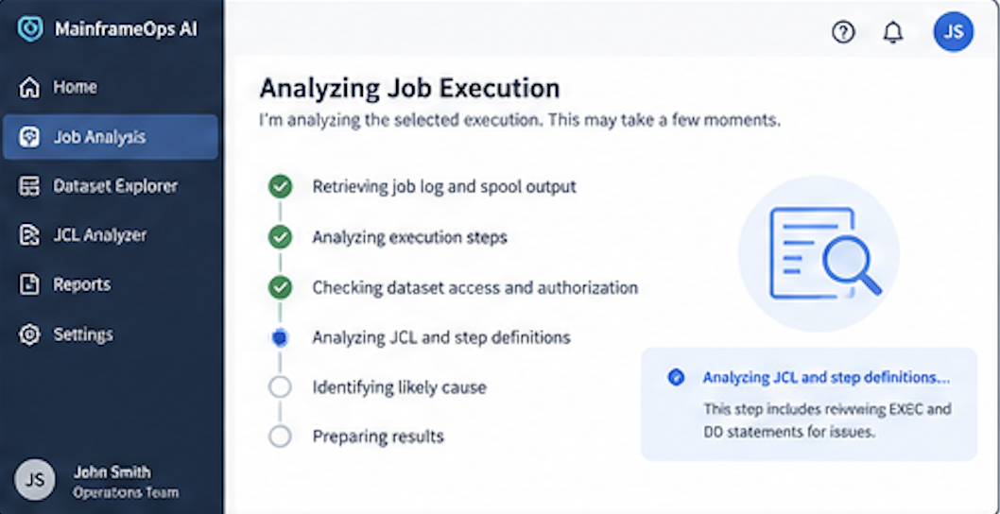 MainframeOps AI
Home
Job Analysis
Dataset Explorer
JCL Analyzer
Reports
Settings
JS
John Smith
Operations Team
JS
Analyzing Job Execution
I'm analyzing the selected execution. This may take a few moments.
Retrieving job log and spool output
Analyzing execution steps
Checking dataset access and authorization
Analyzing JCL and step definitions
Identifying likely cause
Preparing results
Analyzing JCL and step definitions...
This step includes EXEC and
DD statements for issues.